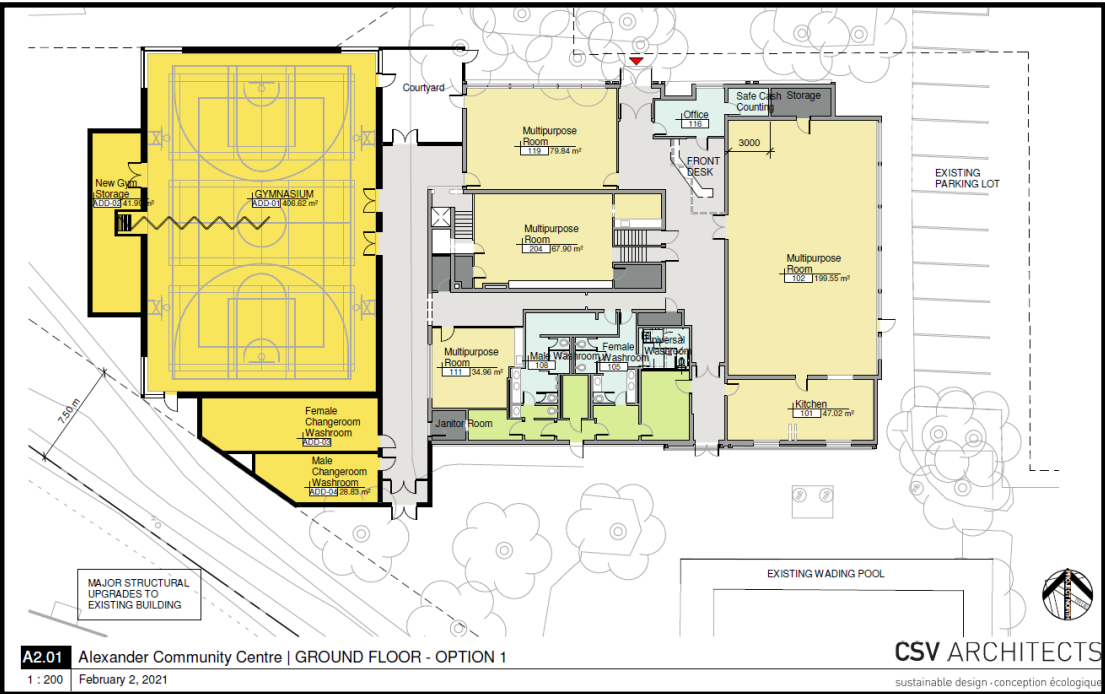 Courtyard
Safe Cash
Counting
Storage
Office
116
Multipurpose
Room
119 79.84 m²
3000
FRONT
DESK
EXISTING
PARKING LOT
New Gym
Storage
ADD-02
GYMNASIUM
ADD-01 406.62 m²
Multipurpose
Room
204 67.90 m²
Multipurpose
Room
102 199.55 m²
Multipurpose
Room
111 34.96 m²
Male Washroom
108
Female
Washroom
105
Universal
Washroom
Kitchen
101 47.02 m²
Janitor Room
Female
Changeroom
Washroom
ADD-03
Male
Changeroom
Washroom
ADD-04 28.83 m²
7.50 m
MAJOR STRUCTURAL
UPGRADES TO
EXISTING BUILDING
EXISTING WADING POOL
A2.01 Alexander Community Centre | GROUND FLOOR - OPTION 1
1 : 200 February 2, 2021
CSV ARCHITECTS
sustainable design · conception écologique